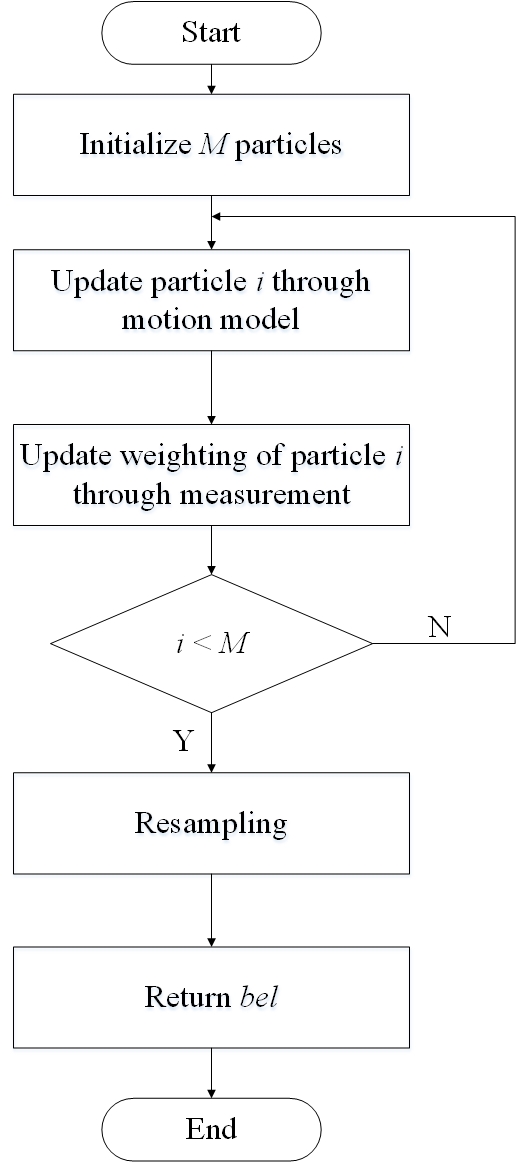 Start
Initialize M particles
Update particle i through
motion model
Update weighting of particle i
through measurement
i < M
N
Y
Resampling
Return bel
End